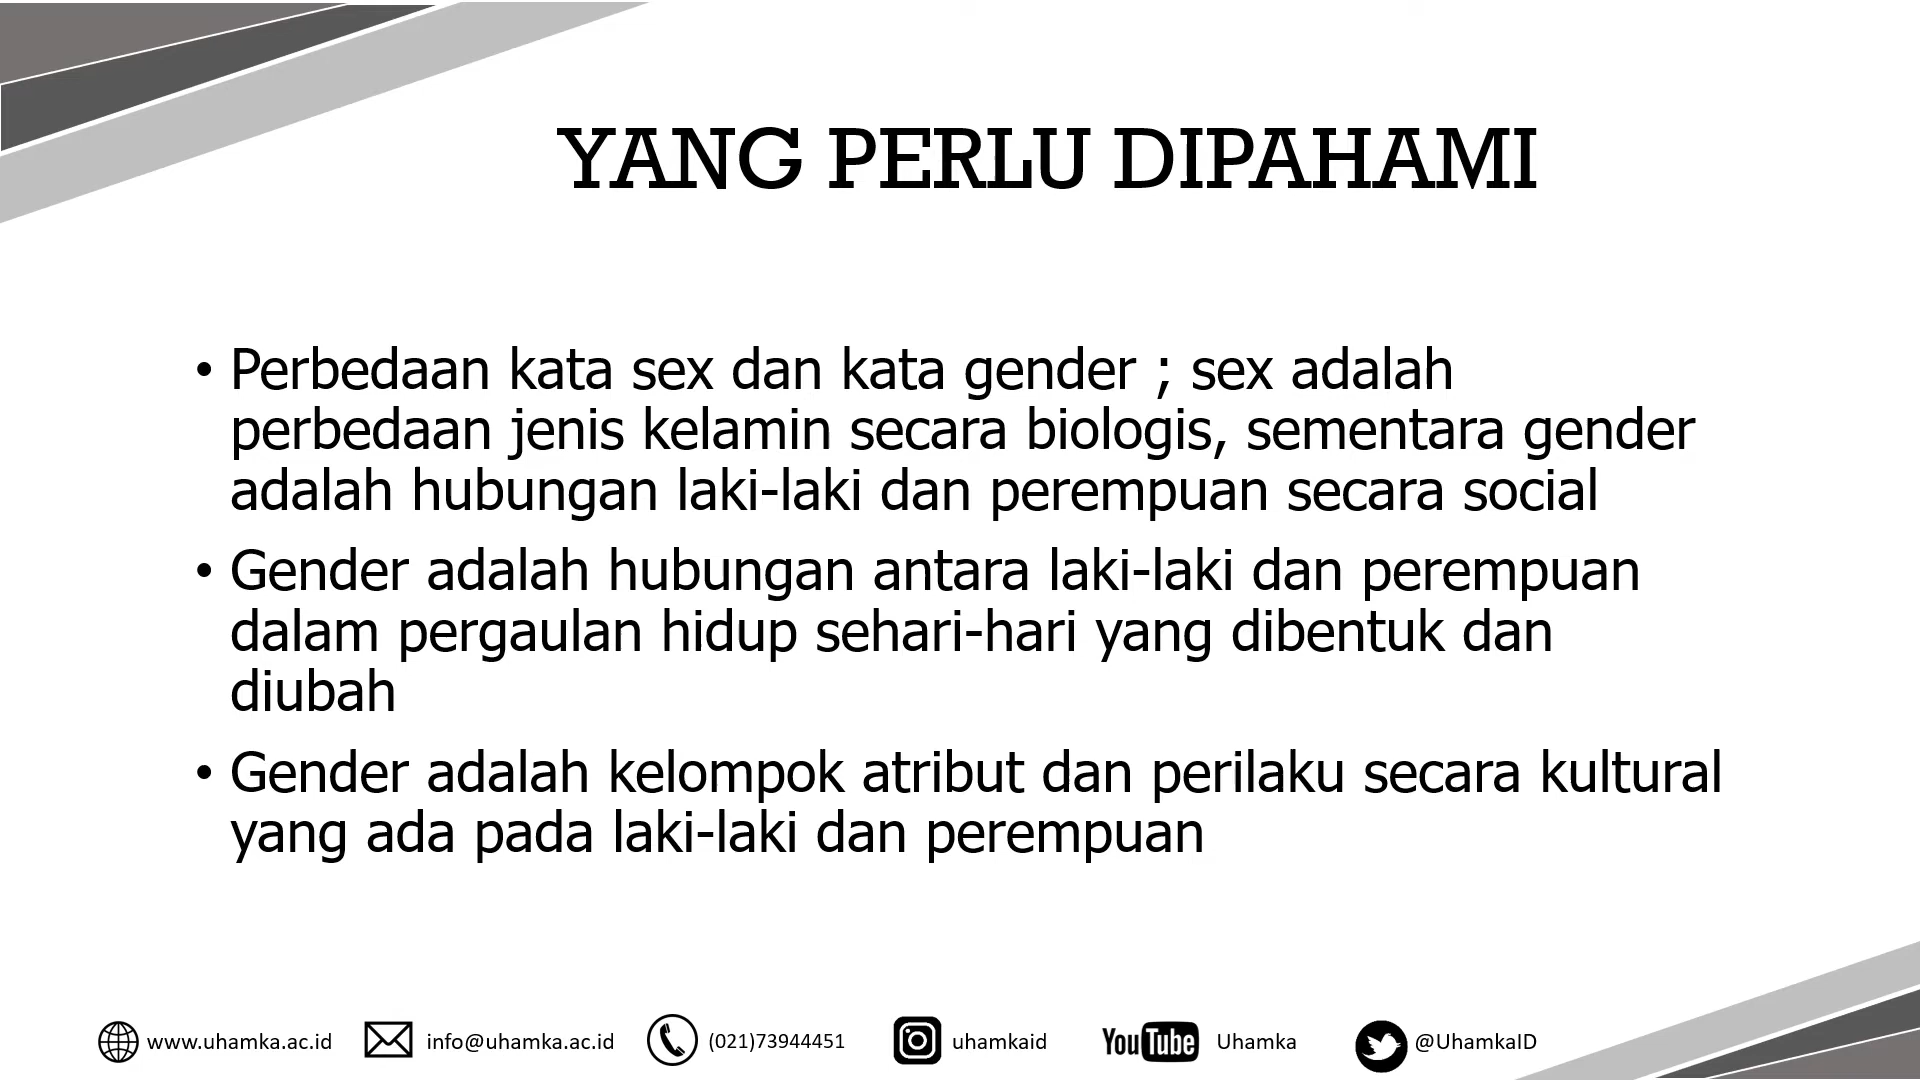 YANG PERLU DIPAHAMI
• Perbedaan kata sex dan kata gender ; sex adalah
perbedaan jenis kelamin secara biologis, sementara gender
adalah hubungan laki-laki dan perempuan secara social
• Gender adalah hubungan antara laki-laki dan perempuan
dalam pergaulan hidup sehari-hari yang dibentuk dan
diubah
• Gender adalah kelompok atribut dan perilaku secara kultural
yang ada pada laki-laki dan perempuan
www.uhamka.ac.id info@uhamka.ac.id (021)73944451 uhamkaid YouTube Uhamka @UhamkaID